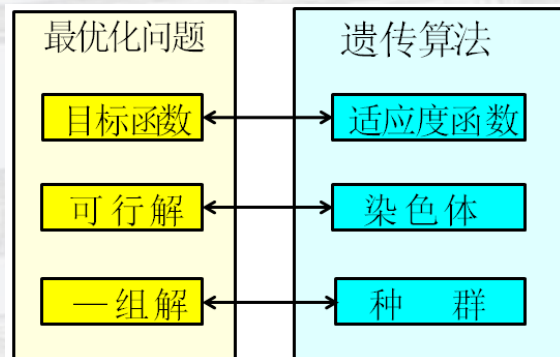 最优化问题
遗传算法
目标函数
适应度函数
可行解
染色体
一组解
种 群